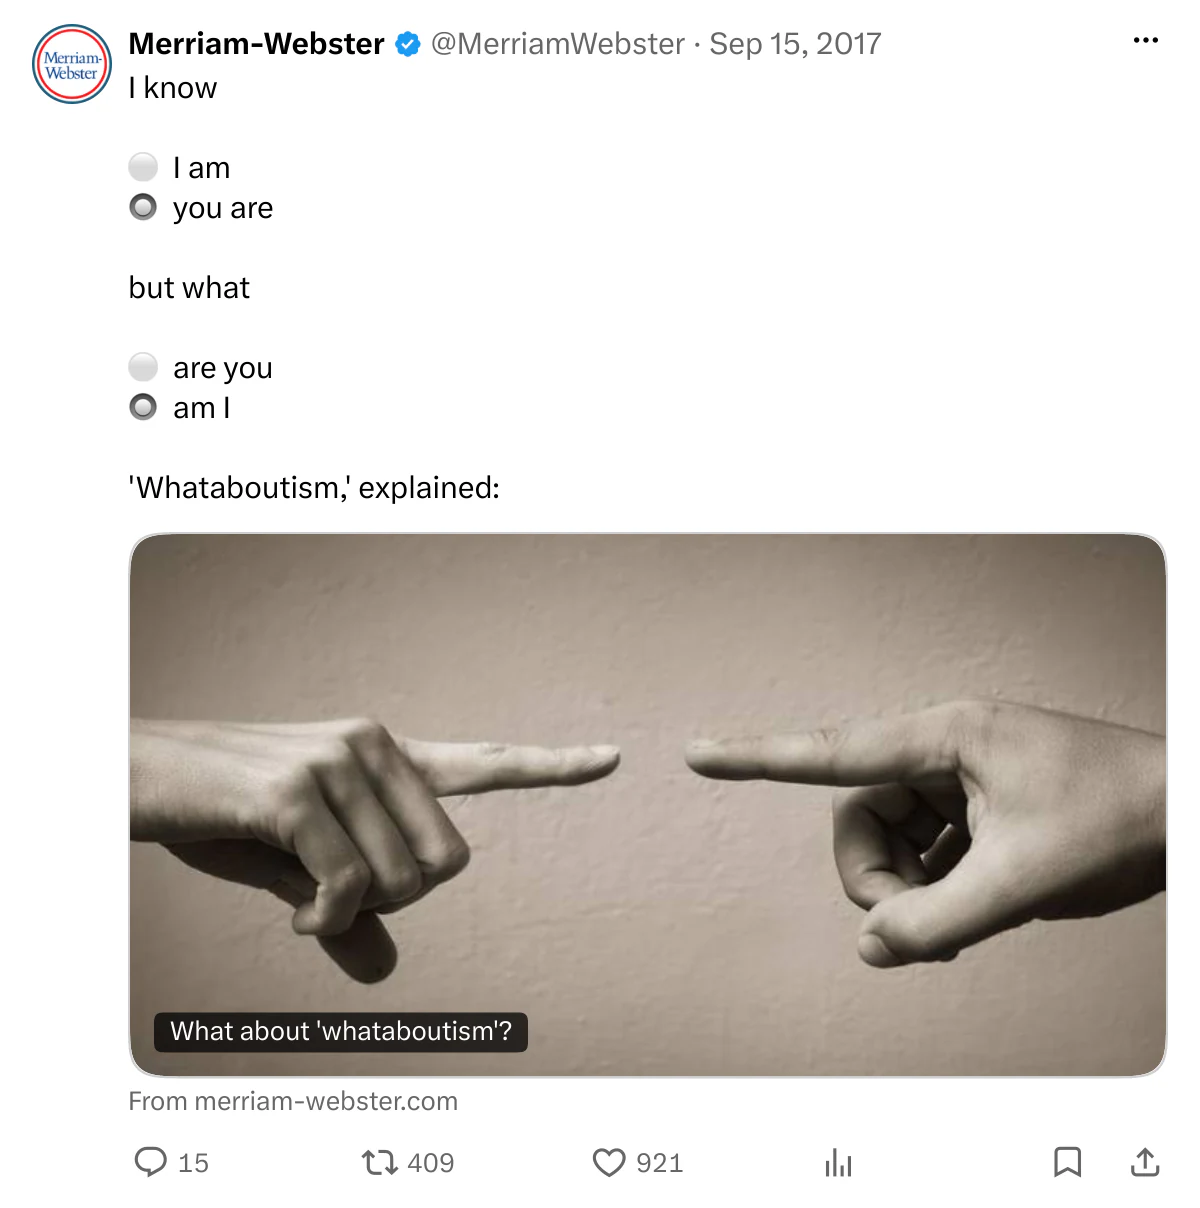 Merriam-Webster
Merriam-Webster @MerriamWebster · Sep 15, 2017
I know
⚪ I am
🔘 you are
but what
⚪ are you
🔘 am I
'Whataboutism,' explained:
What about 'whataboutism'?
From merriam-webster.com
15 409 921